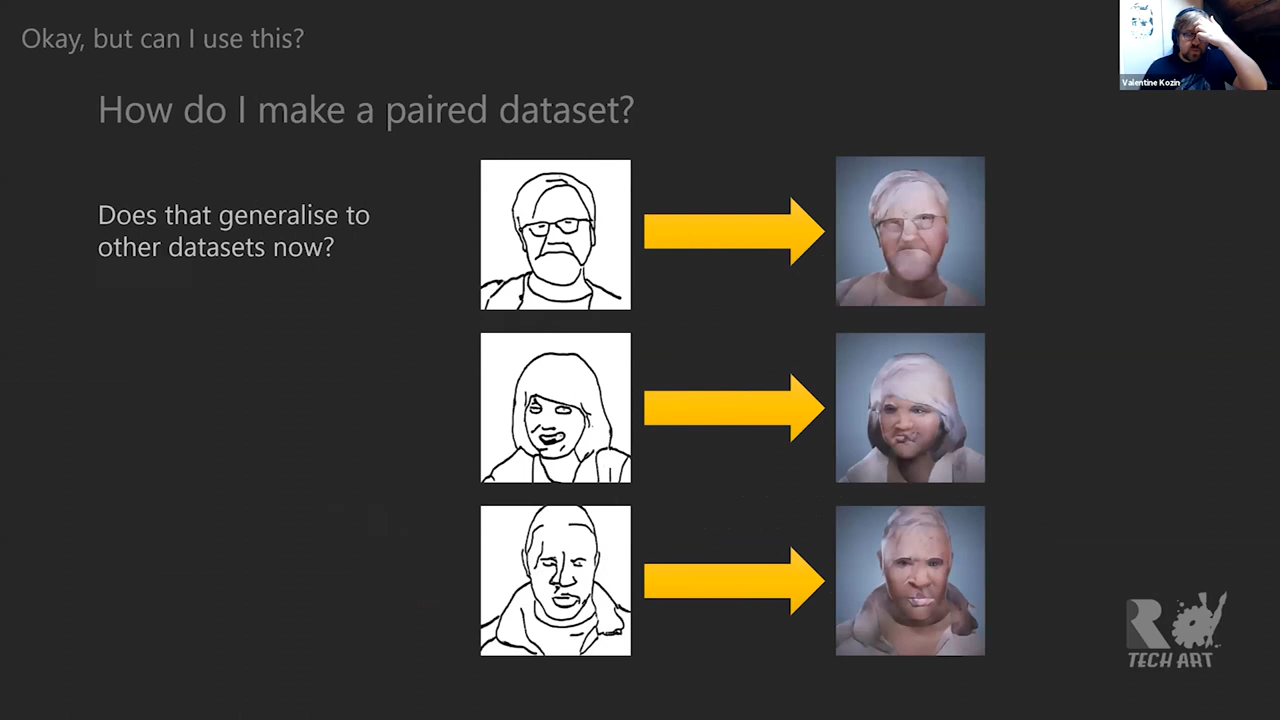 Okay, but can I use this?
Valentine Kozin
How do I make a paired dataset?
Does that generalise to
other datasets now?
R
TECH ART